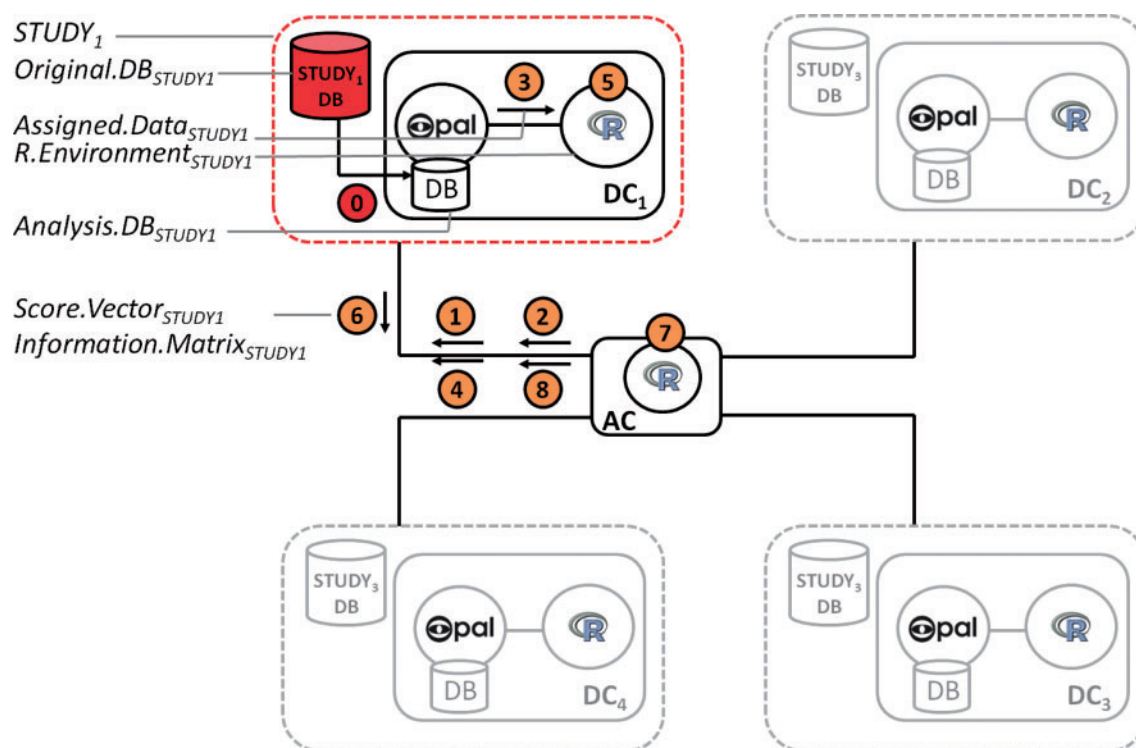 STUDY1
Original.DBSTUDY1
Assigned.DataSTUDY1
R.EnvironmentSTUDY1
Analysis.DBSTUDY1
STUDY1
DB
3
5
opal
R
DB
DC1
0
STUDY3
DB
opal
R
DB
DC2
Score.VectorSTUDY1
Information.MatrixSTUDY1
6
1
2
4
8
7
R
AC
STUDY3
DB
opal
R
DB
DC4
STUDY3
DB
opal
R
DB
DC3